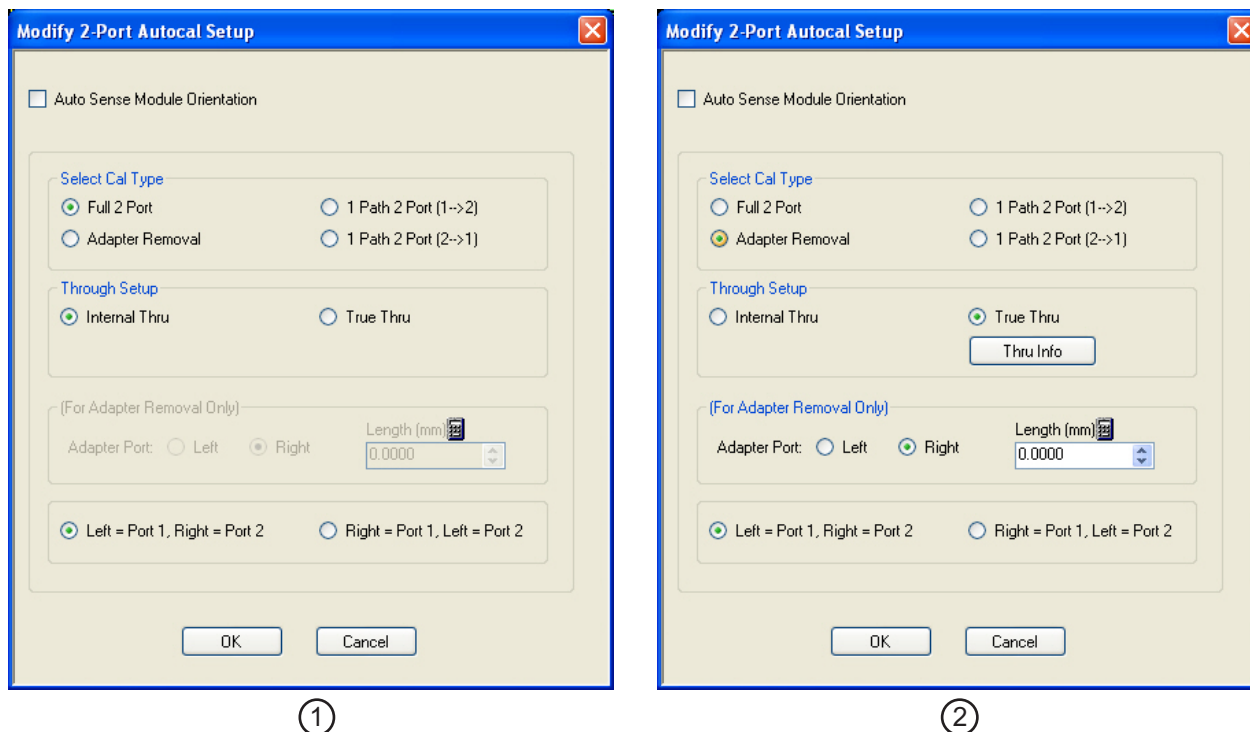 Modify 2-Port Autocal Setup
Auto Sense Module Orientation
Select Cal Type
Full 2 Port
1 Path 2 Port (1-->2)
Adapter Removal
1 Path 2 Port (2-->1)
Through Setup
Internal Thru
True Thru
(For Adapter Removal Only)
Adapter Port:
Left
Right
Length (mm)
0.0000
Left = Port 1, Right = Port 2
Right = Port 1, Left = Port 2
OK
Cancel
1
Modify 2-Port Autocal Setup
Auto Sense Module Orientation
Select Cal Type
Full 2 Port
1 Path 2 Port (1-->2)
Adapter Removal
1 Path 2 Port (2-->1)
Through Setup
Internal Thru
True Thru
Thru Info
(For Adapter Removal Only)
Adapter Port:
Left
Right
Length (mm)
0.0000
Left = Port 1, Right = Port 2
Right = Port 1, Left = Port 2
OK
Cancel
2